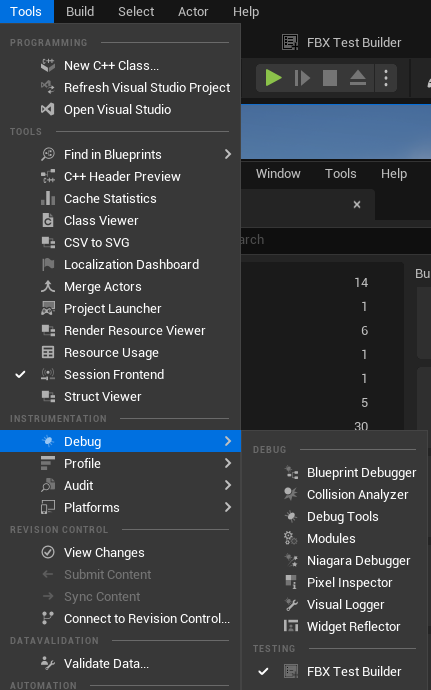 Tools Build Select Actor Help
PROGRAMMING
New C++ Class...
Refresh Visual Studio Project
Open Visual Studio
TOOLS
Find in Blueprints
C++ Header Preview
Cache Statistics
Class Viewer
CSV to SVG
Localization Dashboard
Merge Actors
Project Launcher
Render Resource Viewer
Resource Usage
Session Frontend
Struct Viewer
INSTRUMENTATION
Debug
Profile
Audit
Platforms
REVISION CONTROL
View Changes
Submit Content
Sync Content
Connect to Revision Control...
DATAVALIDATION
Validate Data...
AUTOMATION
FBX Test Builder
Window Tools Help
arch
14
1
6
1
1
5
30
Bu
DEBUG
Blueprint Debugger
Collision Analyzer
Debug Tools
Modules
Niagara Debugger
Pixel Inspector
Visual Logger
Widget Reflector
TESTING
FBX Test Builder